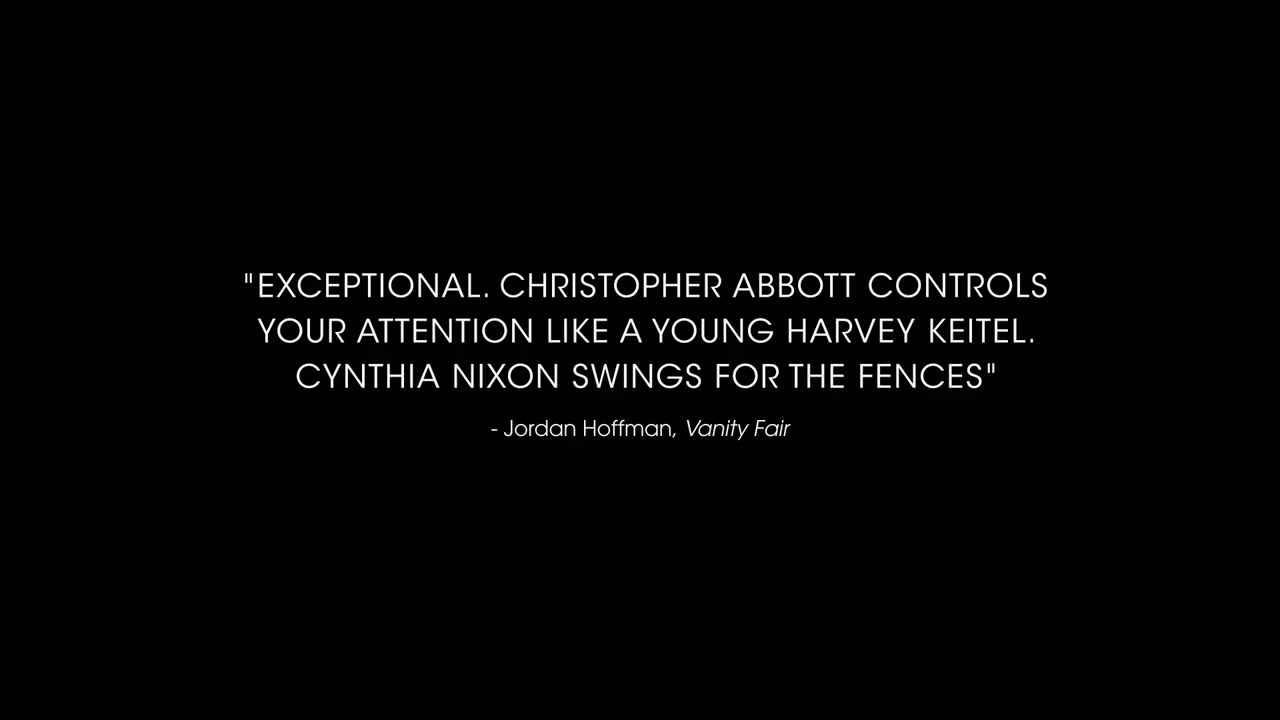 "EXCEPTIONAL. CHRISTOPHER ABBOTT CONTROLS
YOUR ATTENTION LIKE A YOUNG HARVEY KEITEL.
CYNTHIA NIXON SWINGS FOR THE FENCES"
- Jordan Hoffman, Vanity Fair